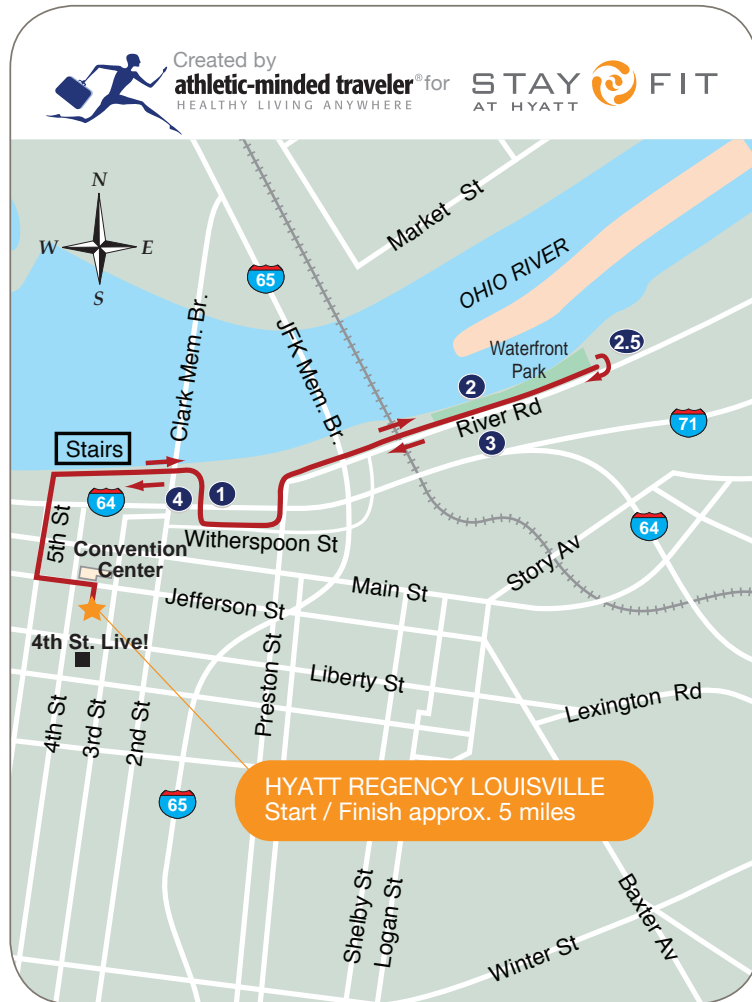 Created by
athletic-minded traveler® for
HEALTHY LIVING ANYWHERE
STAY FIT
AT HYATT
N
W E
S
Market St
65
OHIO RIVER
Clark Mem. Br.
JFK Mem. Br.
Waterfront
Park
2.5
2
River Rd
3
71
Stairs
64
4
1
5th St
Witherspoon St
64
Story Av
Convention
Center
Main St
Jefferson St
4th St. Live!
Preston St
Liberty St
Lexington Rd
4th St
3rd St
2nd St
65
HYATT REGENCY LOUISVILLE
Start / Finish approx. 5 miles
Shelby St
Logan St
Baxter Av
Winter St